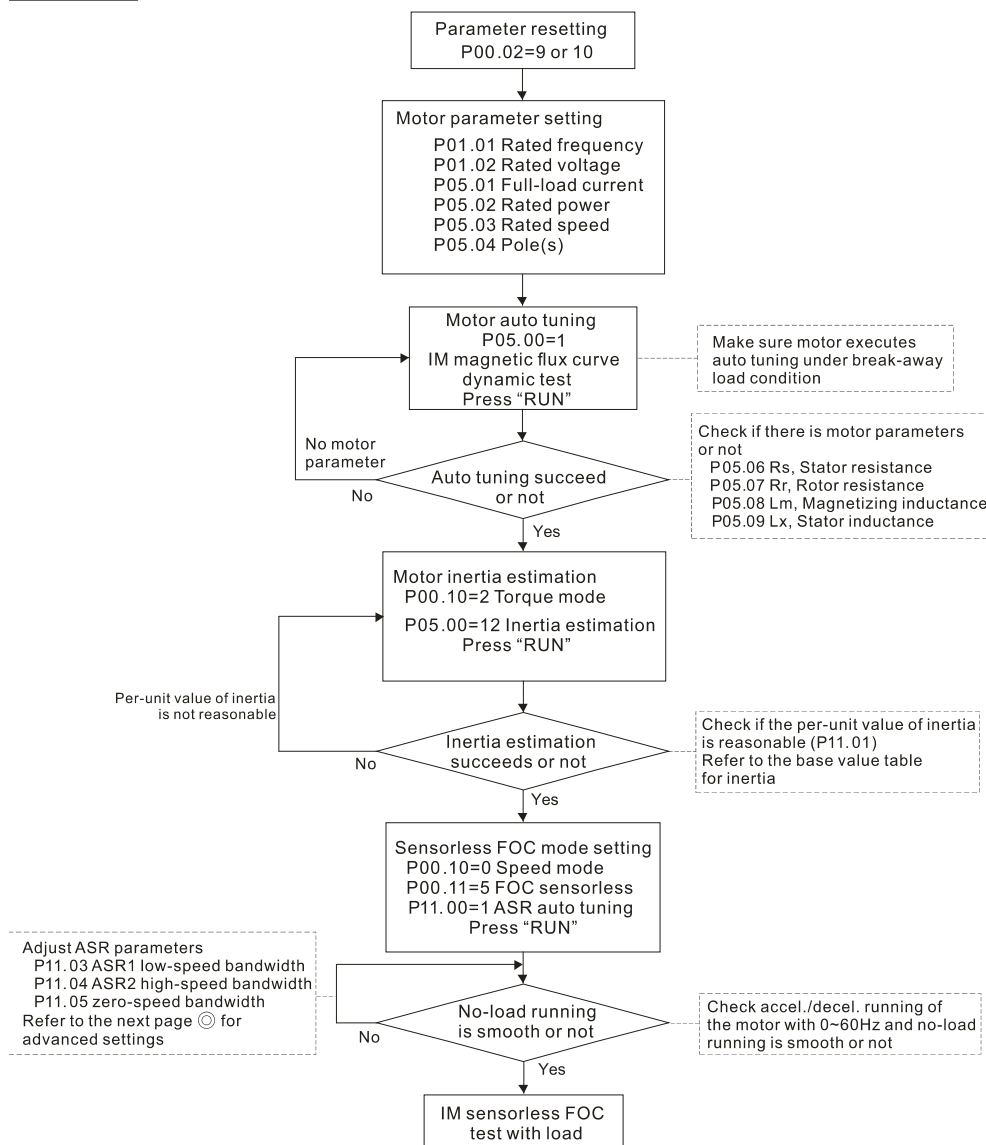 Parameter resetting
P00.02=9 or 10
Motor parameter setting
P01.01 Rated frequency
P01.02 Rated voltage
P05.01 Full-load current
P05.02 Rated power
P05.03 Rated speed
P05.04 Pole(s)
Motor auto tuning
P05.00=1
IM magnetic flux curve
dynamic test
Press “RUN”
Make sure motor executes
auto tuning under break-away
load condition
No motor
parameter
No
Auto tuning succeed
or not
Yes
Check if there is motor parameters
or not
P05.06 Rs, Stator resistance
P05.07 Rr, Rotor resistance
P05.08 Lm, Magnetizing inductance
P05.09 Lx, Stator inductance
Motor inertia estimation
P00.10=2 Torque mode
P05.00=12 Inertia estimation
Press “RUN”
Per-unit value of inertia
is not reasonable
No
Inertia estimation
succeeds or not
Yes
Check if the per-unit value of inertia
is reasonable (P11.01)
Refer to the base value table
for inertia
Sensorless FOC mode setting
P00.10=0 Speed mode
P00.11=5 FOC sensorless
P11.00=1 ASR auto tuning
Press “RUN”
Adjust ASR parameters
P11.03 ASR1 low-speed bandwidth
P11.04 ASR2 high-speed bandwidth
P11.05 zero-speed bandwidth
Refer to the next page ◎ for
advanced settings
No
No-load running
is smooth or not
Yes
Check accel./decel. running of
the motor with 0~60Hz and no-load
running is smooth or not
IM sensorless FOC
test with load